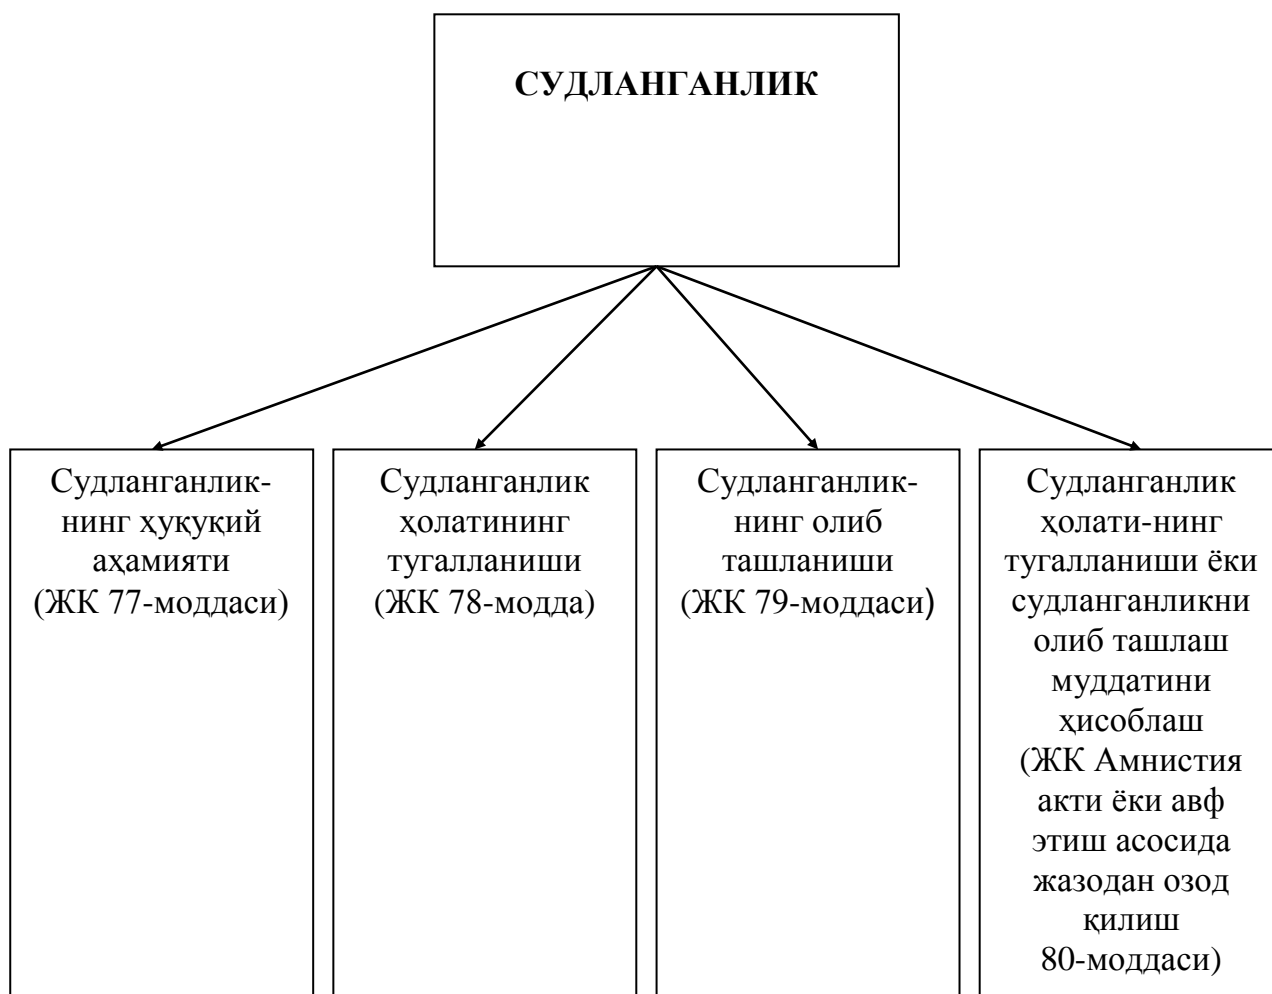 СУДЛАНГАНЛИК
Судланганлик-
нинг ҳуқуқий
аҳамияти
(ЖК 77-моддаси)
Судланганлик
ҳолатининг
тугалланиши
(ЖК 78-модда)
Судланганлик-
нинг олиб
ташланиши
(ЖК 79-моддаси)
Судланганлик
ҳолати-нинг
тугалланиши ёки
судланганликни
олиб ташлаш
муддатини
ҳисоблаш
(ЖК Амнистия
акти ёки авф
этиш асосида
жазодан озод
қилиш
80-моддаси)